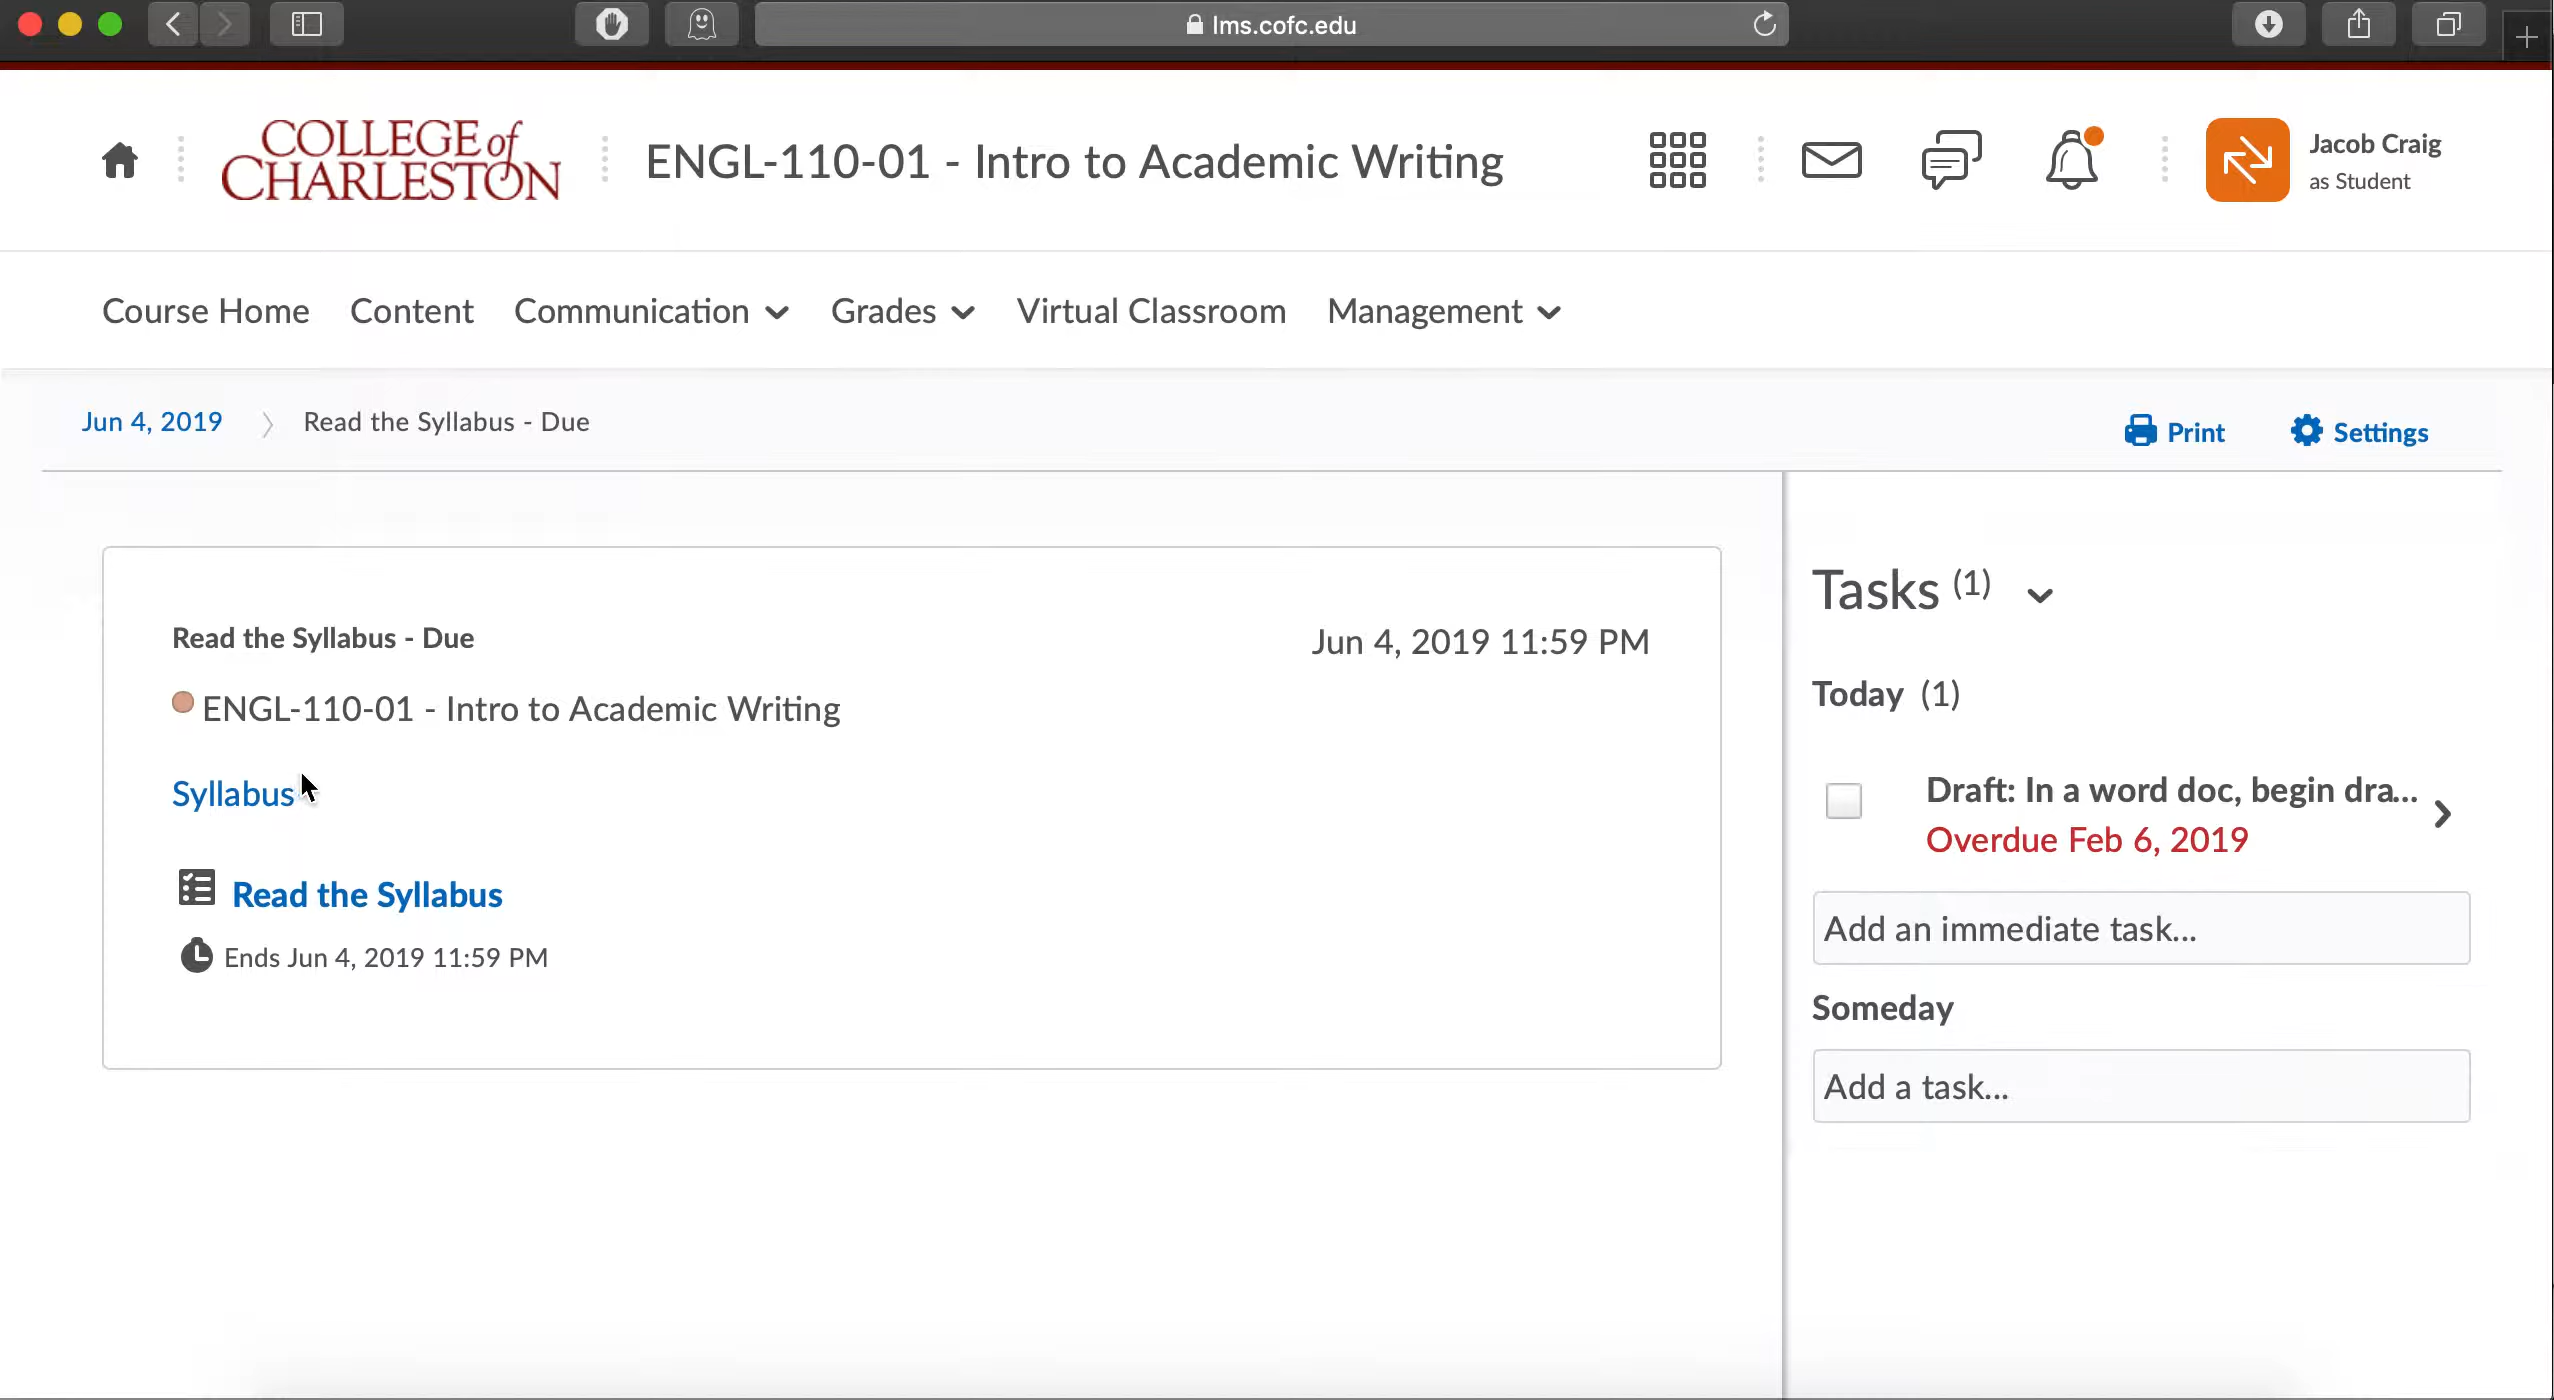 lms.cofc.edu
COLLEGE of
CHARLESTON
ENGL-110-01 - Intro to Academic Writing
Jacob Craig
as Student
Course Home Content Communication Grades Virtual Classroom Management
Jun 4, 2019 Read the Syllabus - Due
Print Settings
Read the Syllabus - Due
Jun 4, 2019 11:59 PM
ENGL-110-01 - Intro to Academic Writing
Syllabus
Read the Syllabus
Ends Jun 4, 2019 11:59 PM
Tasks (1)
Today (1)
Draft: In a word doc, begin dra...
Overdue Feb 6, 2019
Add an immediate task...
Someday
Add a task...